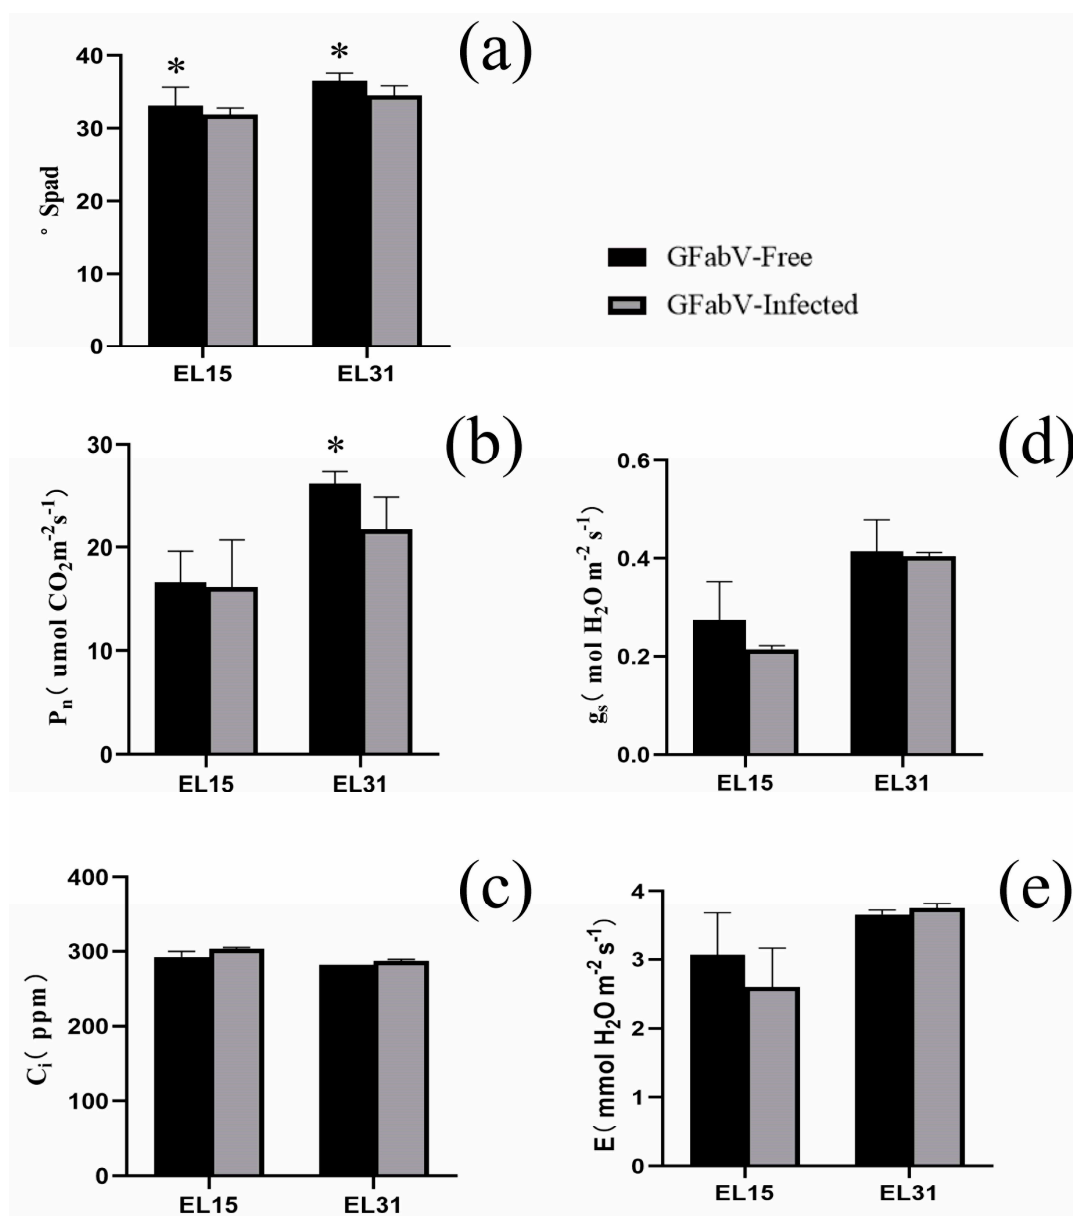 (a)
* *
40
30
20
10
0
° Spad
EL15 EL31
GFabV-Free
GFabV-Infected
(b)
*
30
20
10
0
Pn( umol CO2m-2s-1)
EL15 EL31
(d)
0.6
0.4
0.2
0.0
gs( mol H2O m-2 s-1)
EL15 EL31
(c)
400
300
200
100
0
Ci( ppm)
EL15 EL31
(e)
4
3
2
1
0
E( mmol H2O m-2 s-1)
EL15 EL31